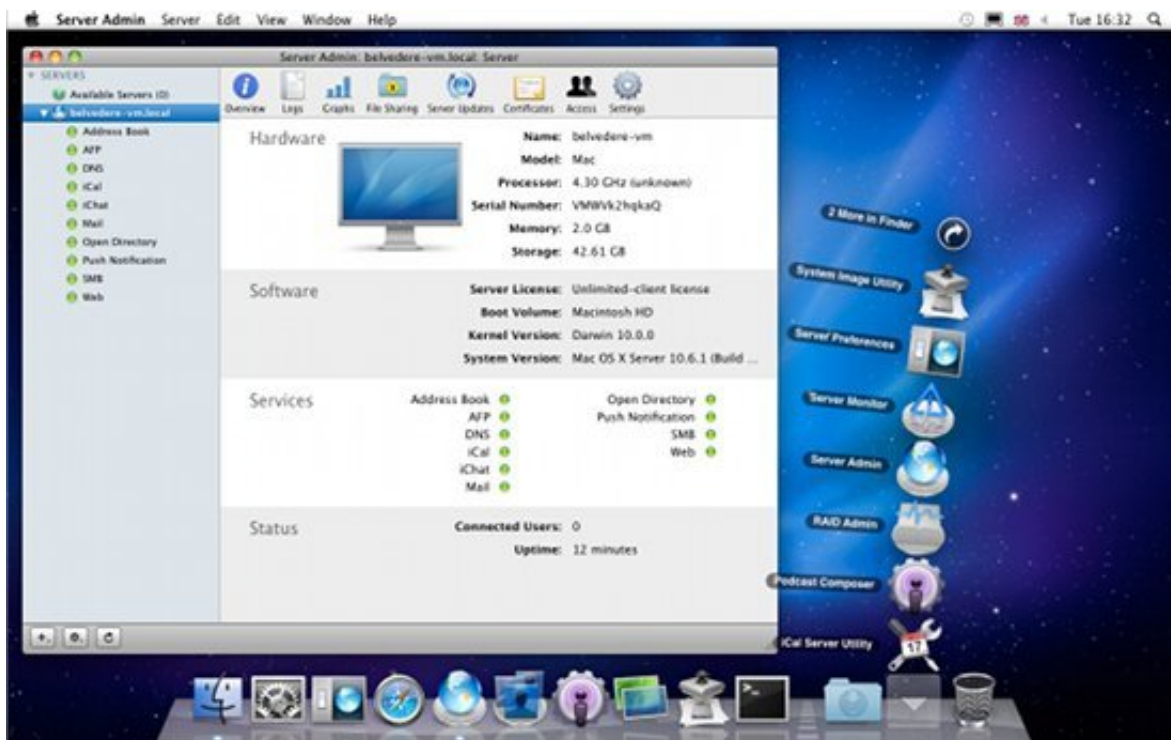 Server Admin Server Edit View Window Help
Tue 16:32
Server Admin: belvedere-vm.local: Server
SERVERS
Available Servers (0)
belvedere-vm.local
Address Book
AFP
DNS
iCal
iChat
Mail
Open Directory
Push Notification
SMB
Web
Overview Logs Graphs File Sharing Server Updates Certificates Access Settings
Hardware
Name: belvedere-vm
Model: Mac
Processor: 4.30 GHz (unknown)
Serial Number: VMWVk2hqkaQ
Memory: 2.0 GB
Storage: 42.61 GB
Software
Server License: Unlimited-client license
Boot Volume: Macintosh HD
Kernel Version: Darwin 10.0.0
System Version: Mac OS X Server 10.6.1 (Build ...
Services
Address Book Open Directory
AFP Push Notification
DNS SMB
iCal Web
iChat
Mail
Status
Connected Users: 0
Uptime: 12 minutes
2 More in Finder
System Image Utility
Server Preferences
Server Monitor
Server Admin
RAID Admin
Podcast Composer
iCal Server Utility
17